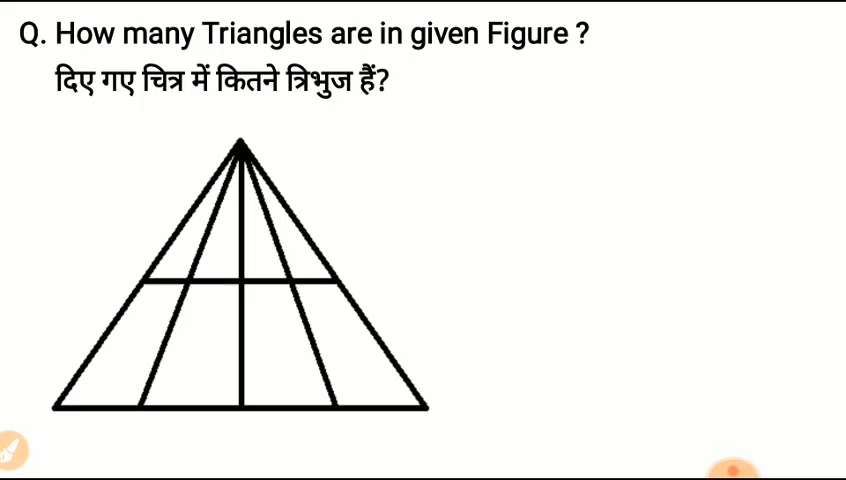 Q. How many Triangles are in given Figure ?
दिए गए चित्र में कितने त्रिभुज हैं?